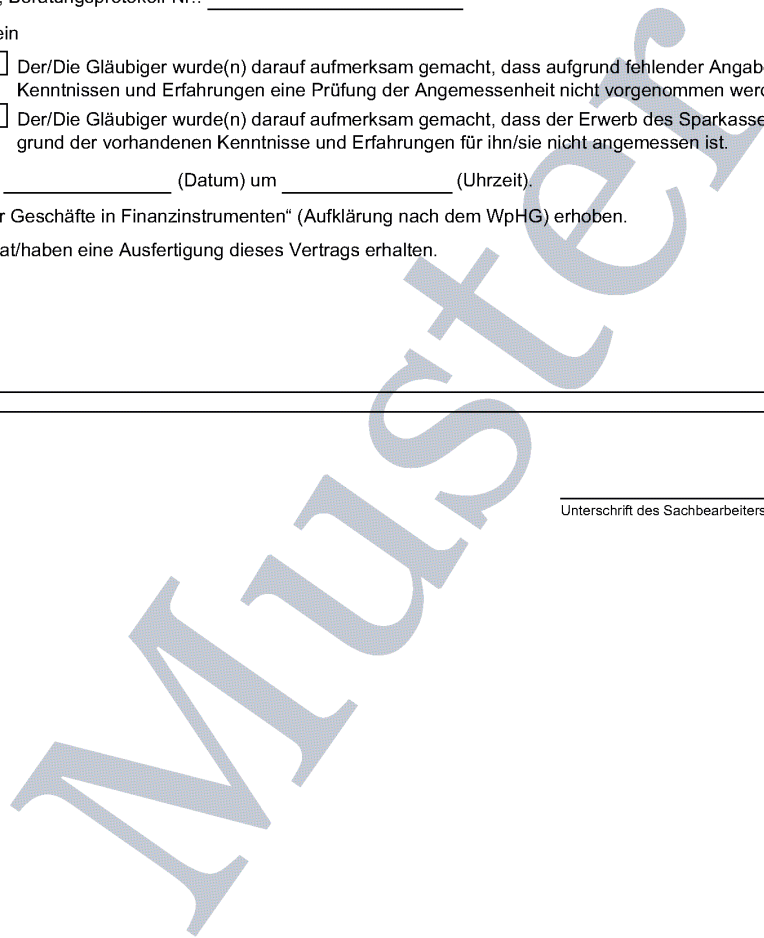 Beratungsprotokoll Nr.:
ein
Der/Die Gläubiger wurde(n) darauf aufmerksam gemacht, dass aufgrund fehlender Angab
Kenntnissen und Erfahrungen eine Prüfung der Angemessenheit nicht vorgenommen werd
Der/Die Gläubiger wurde(n) darauf aufmerksam gemacht, dass der Erwerb des Sparkasse
grund der vorhandenen Kenntnisse und Erfahrungen für ihn/sie nicht angemessen ist.
(Datum) um (Uhrzeit).
r Geschäfte in Finanzinstrumenten“ (Aufklärung nach dem WpHG) erhoben.
at/haben eine Ausfertigung dieses Vertrags erhalten.
Unterschrift des Sachbearbeiters
Muster